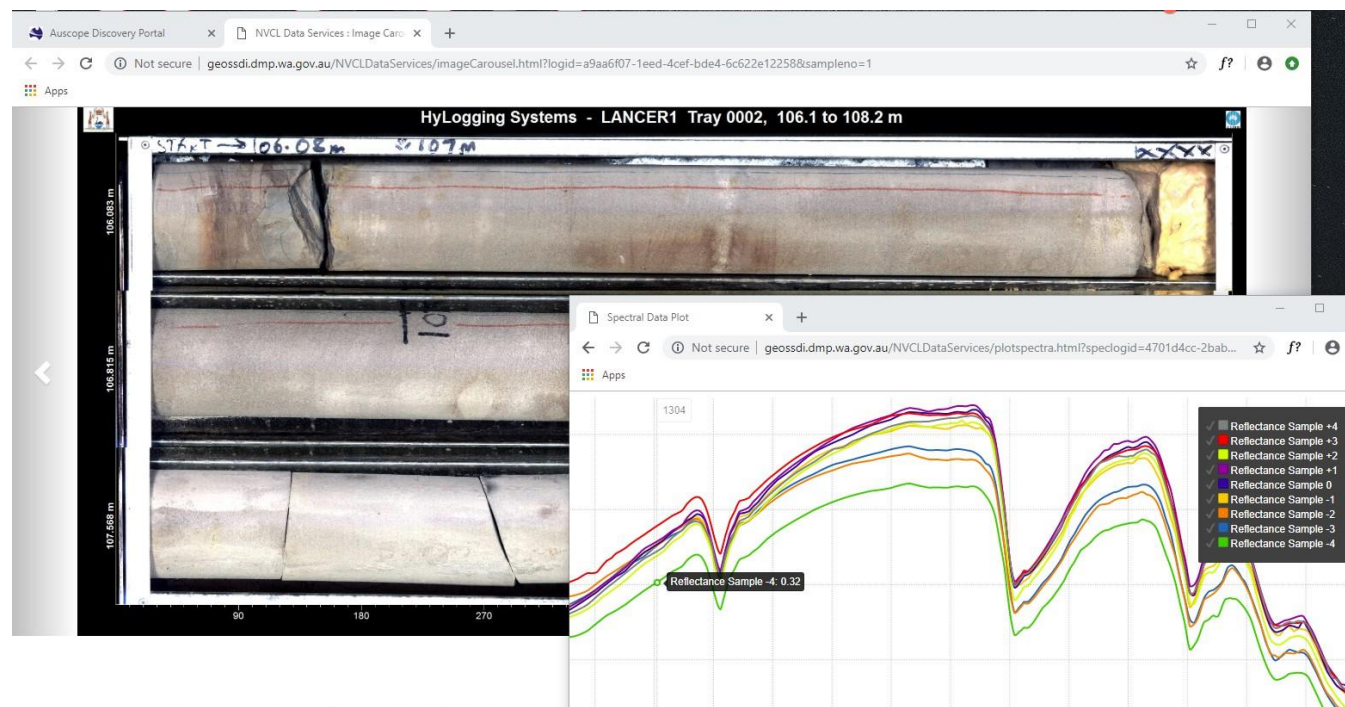 Auscope Discovery Portal
NVCL Data Services : Image Caro
Not secure | geossdi.dmp.wa.gov.au/NVCLDataServices/imageCarousel.html?logid=a9aa6f07-1eed-4cef-bde4-6c622e12258&sampleno=1
f?
Apps
HyLogging Systems - LANCER1 Tray 0002, 106.1 to 108.2 m
START → 106.08m 107m
XXXX
106.083 m
106.815 m
107.568 m
90 180 270
Spectral Data Plot
Not secure | geossdi.dmp.wa.gov.au/NVCLDataServices/plotspectra.html?speclogid=4701d4cc-2bab...
f?
Apps
1304
Reflectance Sample +4
Reflectance Sample +3
Reflectance Sample +2
Reflectance Sample +1
Reflectance Sample 0
Reflectance Sample -1
Reflectance Sample -2
Reflectance Sample -3
Reflectance Sample -4
Reflectance Sample -4: 0.32